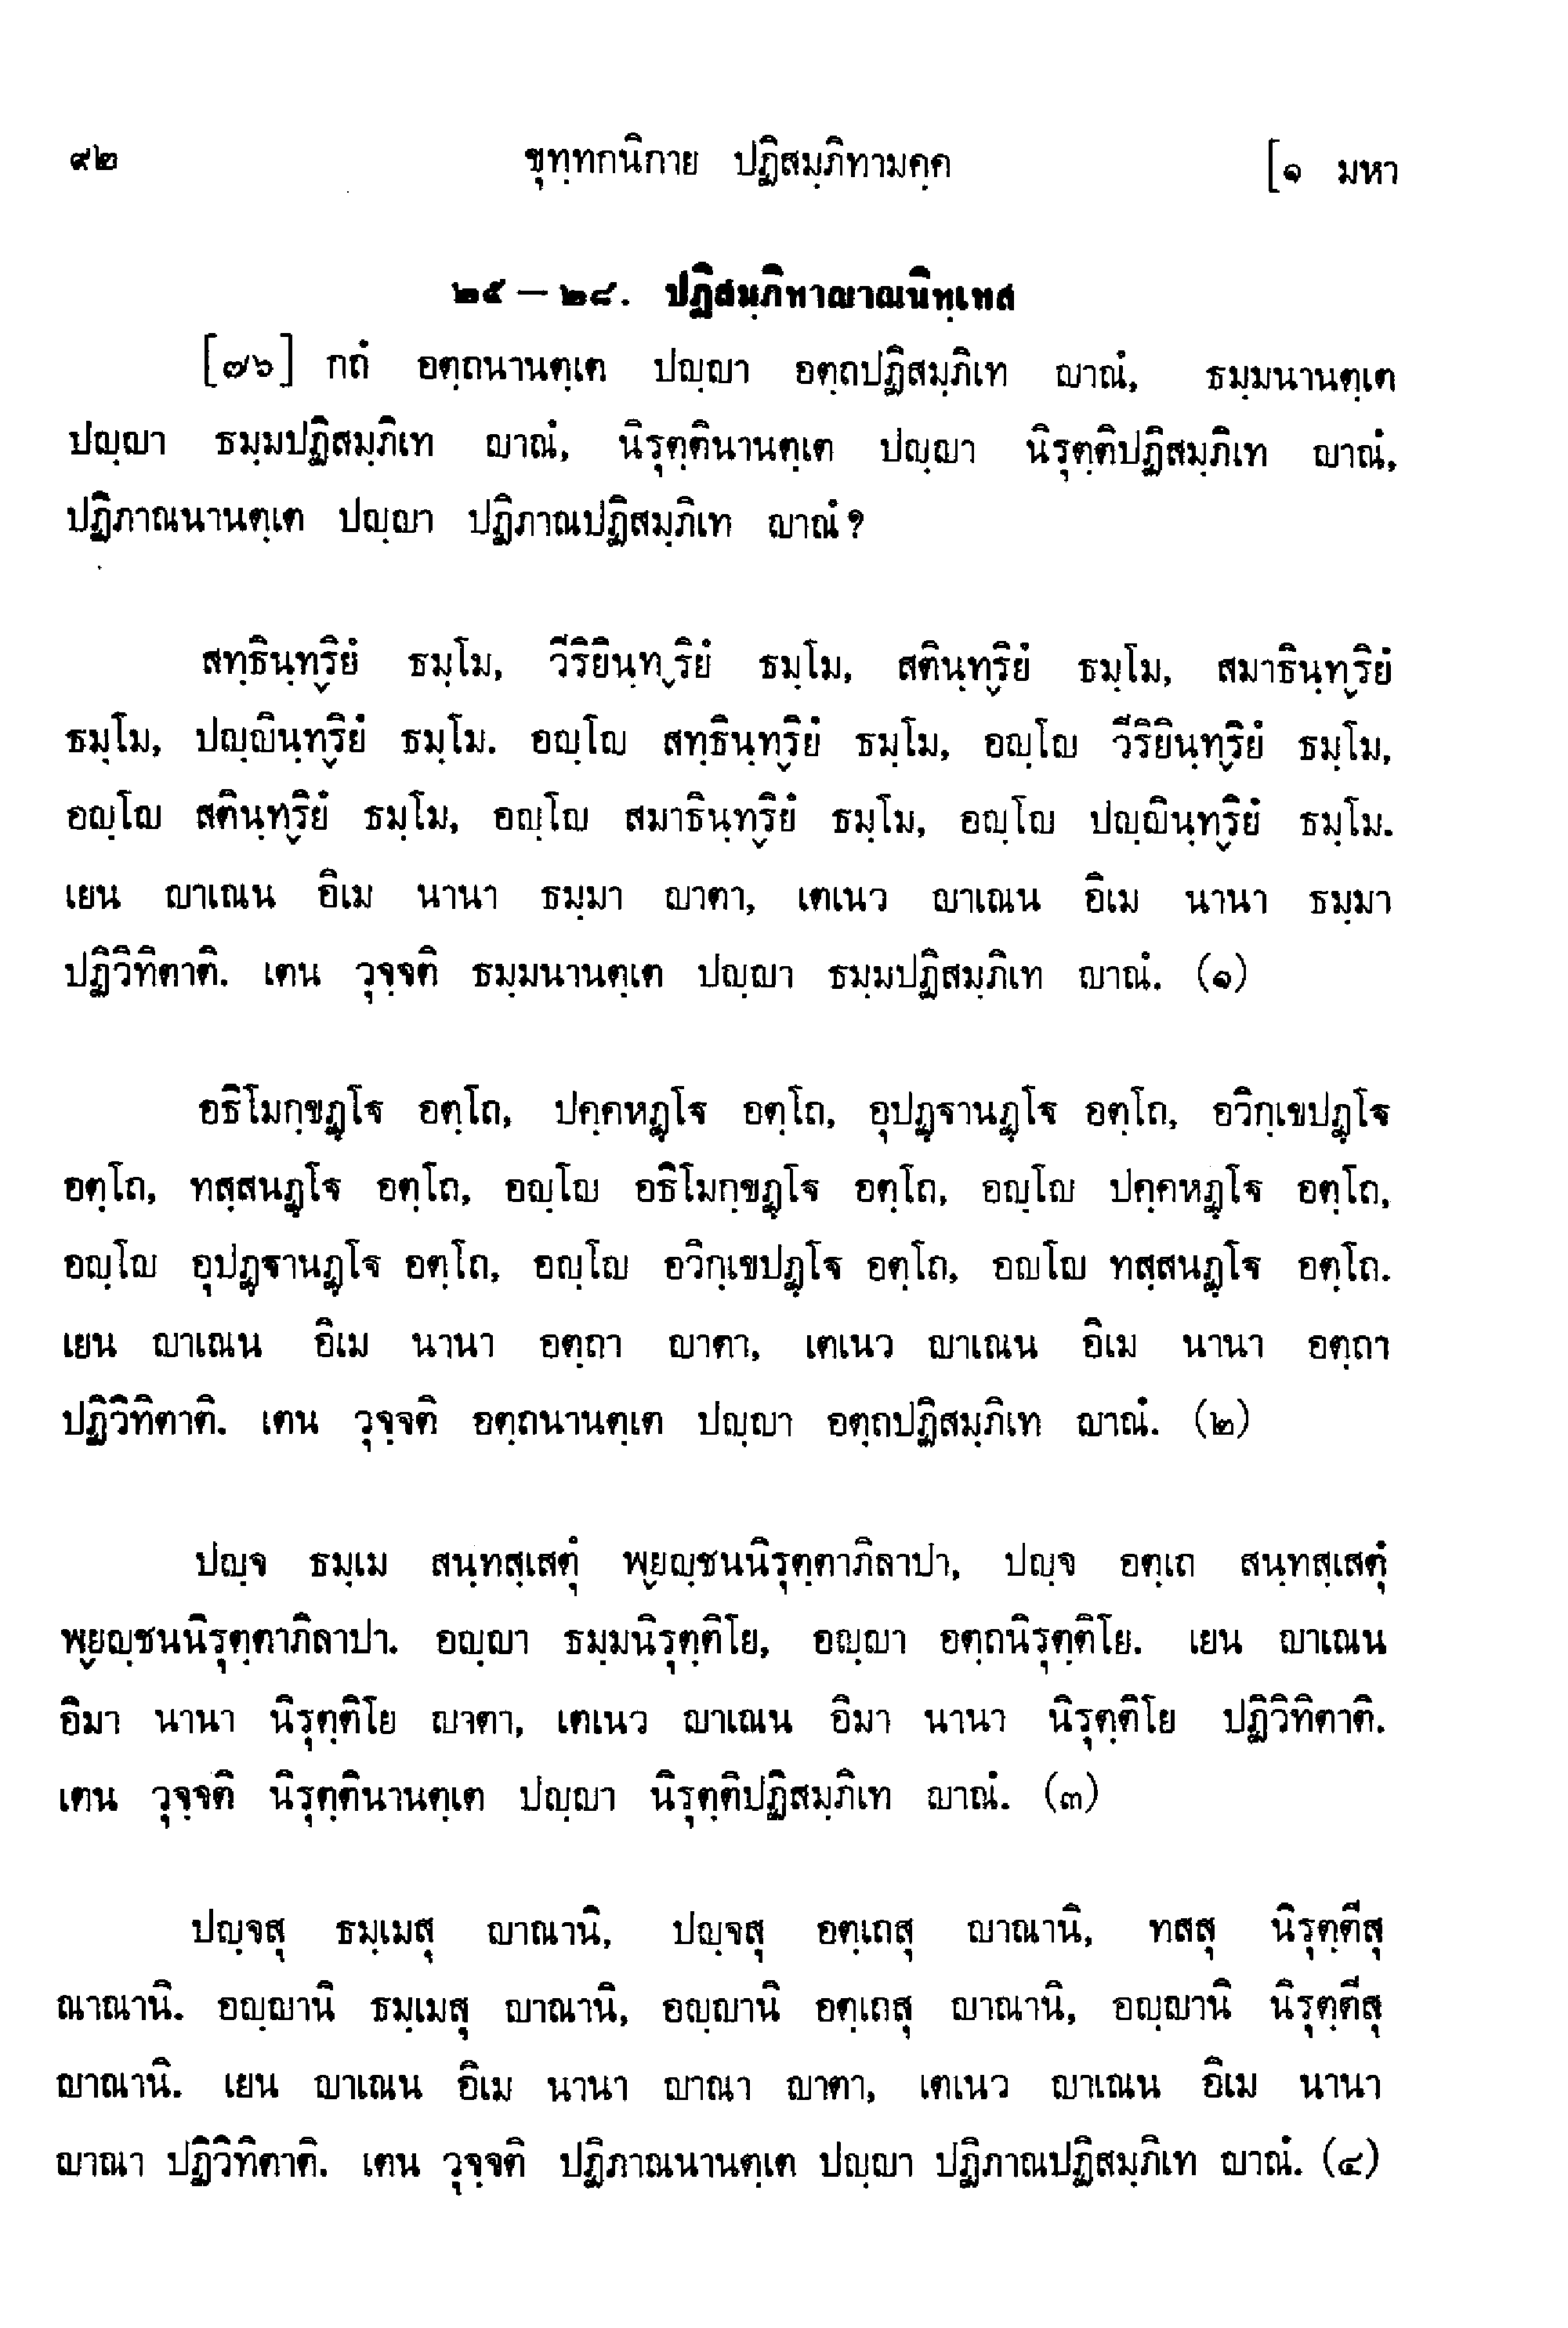 ๙๒ ขุทฺทกนิกาย ปฏิสมฺภิทามคฺค [๑ มหา
๒๕ — ๒๘. ปฏิสมฺภิทาญาณนิทฺเทส
[๗๖] กถํ อตฺถนานตฺเต ปญฺญา อตฺถปฏิสมฺภิเท ญาณํ, ธมฺมนานตฺเต
ปญฺญา ธมฺมปฏิสมฺภิเท ญาณํ, นิรุตฺตินานตฺเต ปญฺญา นิรุตฺติปฏิสมฺภิเท ญาณํ,
ปฏิภาณนานตฺเต ปญฺญา ปฏิภาณปฏิสมฺภิเท ญาณํ?
สทฺธินฺทฺริยํ ธมฺโม, วีริยินฺทฺริยํ ธมฺโม, สตินฺทฺริยํ ธมฺโม, สมาธินฺทฺริยํ
ธมฺโม, ปญฺญินฺทฺริยํ ธมฺโม. อญฺโญ สทฺธินฺทฺริยํ ธมฺโม, อญฺโญ วีริยินฺทฺริยํ ธมฺโม,
อญฺโญ สตินฺทฺริยํ ธมฺโม, อญฺโญ สมาธินฺทฺริยํ ธมฺโม, อญฺโญ ปญฺญินฺทฺริยํ ธมฺโม.
เยน ญาเณน อิเม นานา ธมฺมา ญาตา, เตเนว ญาเณน อิเม นานา ธมฺมา
ปฏิวิทิตาติ. เตน วุจฺจติ ธมฺมนานตฺเต ปญฺญา ธมฺมปฏิสมฺภิเท ญาณํ. (๑)
อธิโมกฺขฏฺโฐ อตฺโถ, ปคฺคหฏฺโฐ อตฺโถ, อุปฏฺฐานฏฺโฐ อตฺโถ, อวิกฺเขปฏฺโฐ
อตฺโถ, ทสฺสนฏฺโฐ อตฺโถ, อญฺโญ อธิโมกฺขฏฺโฐ อตฺโถ, อญฺโญ ปคฺคหฏฺโฐ อตฺโถ,
อญฺโญ อุปฏฺฐานฏฺโฐ อตฺโถ, อญฺโญ อวิกฺเขปฏฺโฐ อตฺโถ, อญโญ ทสฺสนฏฺโฐ อตฺโถ.
เยน ญาเณน อิเม นานา อตฺถา ญาตา, เตเนว ญาเณน อิเม นานา อตฺถา
ปฏิวิทิตาติ. เตน วุจฺจติ อตฺถนานตฺเต ปญฺญา อตฺถปฏิสมฺภิเท ญาณํ. (๒)
ปญฺจ ธมฺเม สนฺทสฺเสตุํ พฺยญฺชนนิรุตฺตาภิลาปา, ปญฺจ อตฺเถ สนฺทสฺเสตุํ
พฺยญฺชนนิรุตฺตาภิลาปา. อญฺญา ธมฺมนิรุตฺติโย, อญฺญา อตฺถนิรุตฺติโย. เยน ญาเณน
อิมา นานา นิรุตฺติโย ญาตา, เตเนว ญาเณน อิมา นานา นิรุตฺติโย ปฏิวิทิตาติ.
เตน วุจฺจติ นิรุตฺตินานตฺเต ปญฺญา นิรุตฺติปฏิสมฺภิเท ญาณํ. (๓)
ปญฺจสุ ธมฺเมสุ ญาณานิ, ปญฺจสุ อตฺเถสุ ญาณานิ, ทสสุ นิรุตฺตีสุ
ณาณานิ. อญฺญานิ ธมฺเมสุ ญาณานิ, อญฺญานิ อตฺเถสุ ญาณานิ, อญฺญานิ นิรุตฺตีสุ
ญาณานิ. เยน ญาเณน อิเม นานา ญาณา ญาตา, เตเนว ญาเณน อิเม นานา
ญาณา ปฏิวิทิตาติ. เตน วุจฺจติ ปฏิภาณนานตฺเต ปญฺญา ปฏิภาณปฏิสมฺภิเท ญาณํ. (๔)